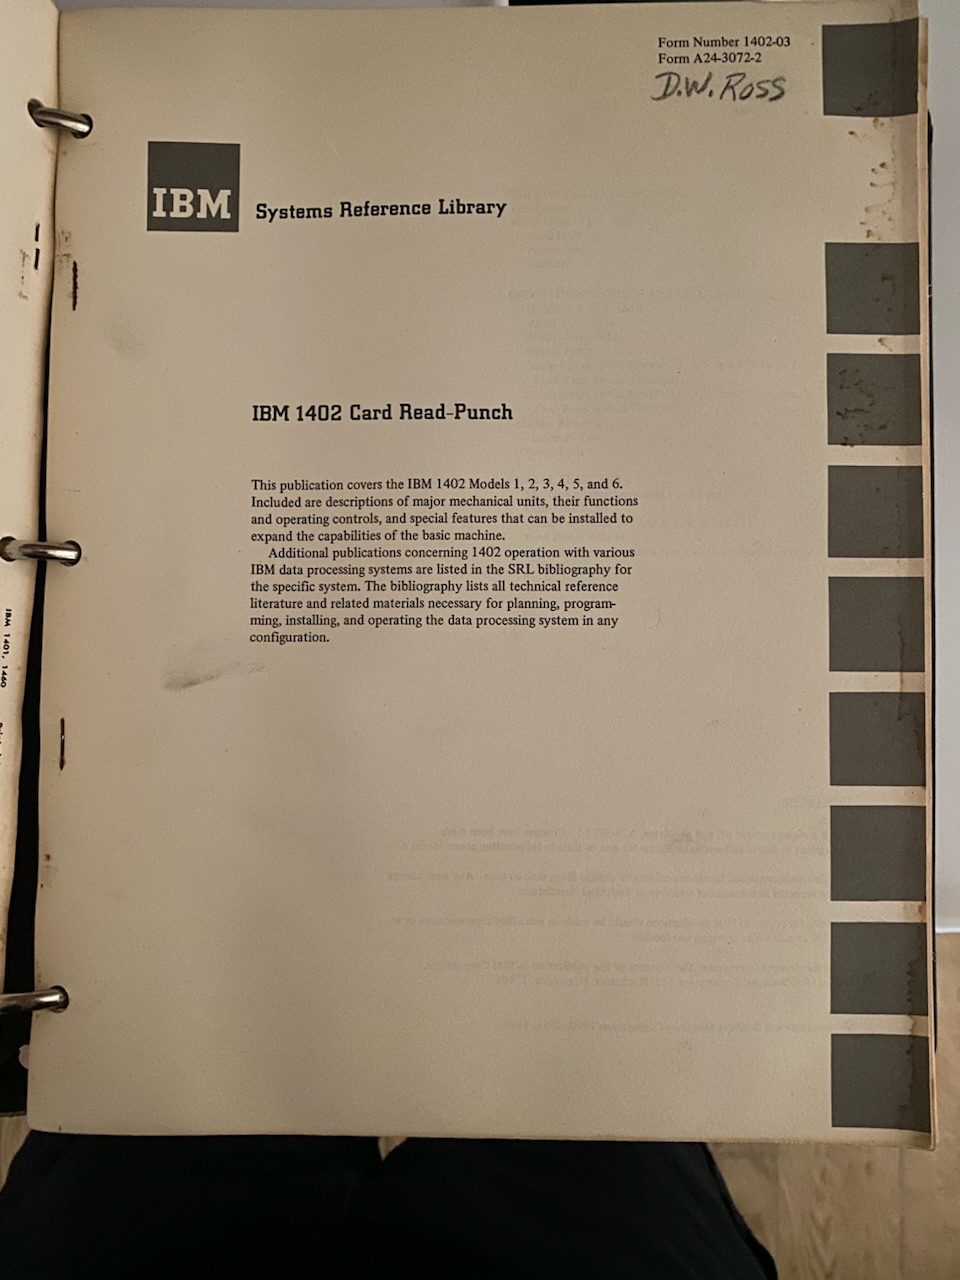 Form Number 1402-03
Form A24-3072-2
D.W. Ross
IBM
Systems Reference Library
IBM 1402 Card Read-Punch
This publication covers the IBM 1402 Models 1, 2, 3, 4, 5, and 6.
Included are descriptions of major mechanical units, their functions
and operating controls, and special features that can be installed to
expand the capabilities of the basic machine.
Additional publications concerning 1402 operation with various
IBM data processing systems are listed in the SRL bibliography for
the specific system. The bibliography lists all technical reference
literature and related materials necessary for planning, program-
ming, installing, and operating the data processing system in any
configuration.
IBM 1401, 1460